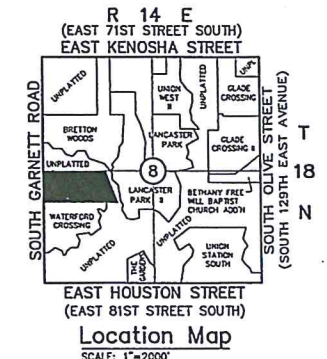 R 14 E
(EAST 71ST STREET SOUTH)
EAST KENOSHA STREET
SOUTH GARNETT ROAD
UNPLATTED
UNION
WEST
II
UNPLATTED
UNPL
GLADE
CROSSING
BRETTON
WOODS
LANCASTER
PARK
GLADE
CROSSING II
UNPLATTED
8
LANCASTER
PARK II
BETHANY FREE
WILL BAPTIST
CHURCH ADDN
WATERFORD
CROSSNG
UNPLATTED
UNPLATTED
UNION
STATION
SOUTH
THE
GARDENS
SOUTH OLIVE STREET
(SOUTH 129TH EAST AVENUE)
T
18
N
EAST HOUSTON STREET
(EAST 81ST STREET SOUTH)
Location Map
SCALE: 1"=2000'